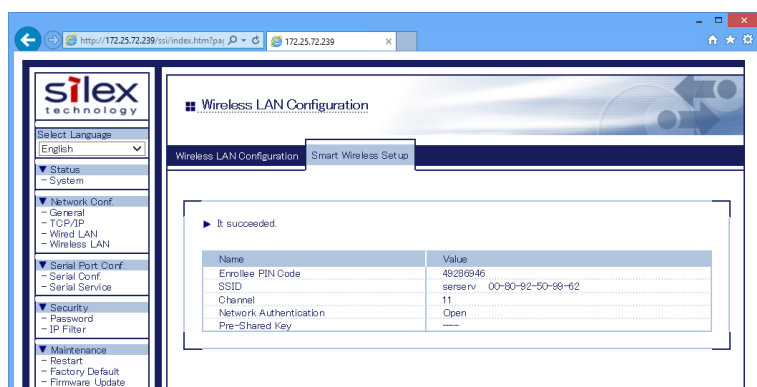 http://172.25.72.239/ssi/index.htm?pa
172.25.72.239
silex
technology
Select Language
English
▼ Status
- System
▼ Network Conf.
- General
- TCP/IP
- Wired LAN
- Wireless LAN
▼ Serial Port Conf.
- Serial Conf.
- Serial Service
▼ Security
- Password
- IP Filter
▼ Maintenance
- Restart
- Factory Default
- Firmware Update
Wireless LAN Configuration
Wireless LAN Configuration Smart Wireless Setup
It succeeded.
Name Value
Enrollee PIN Code 49286946
SSID serserv 00-80-92-50-99-62
Channel 11
Network Authentication Open
Pre-Shared Key ---